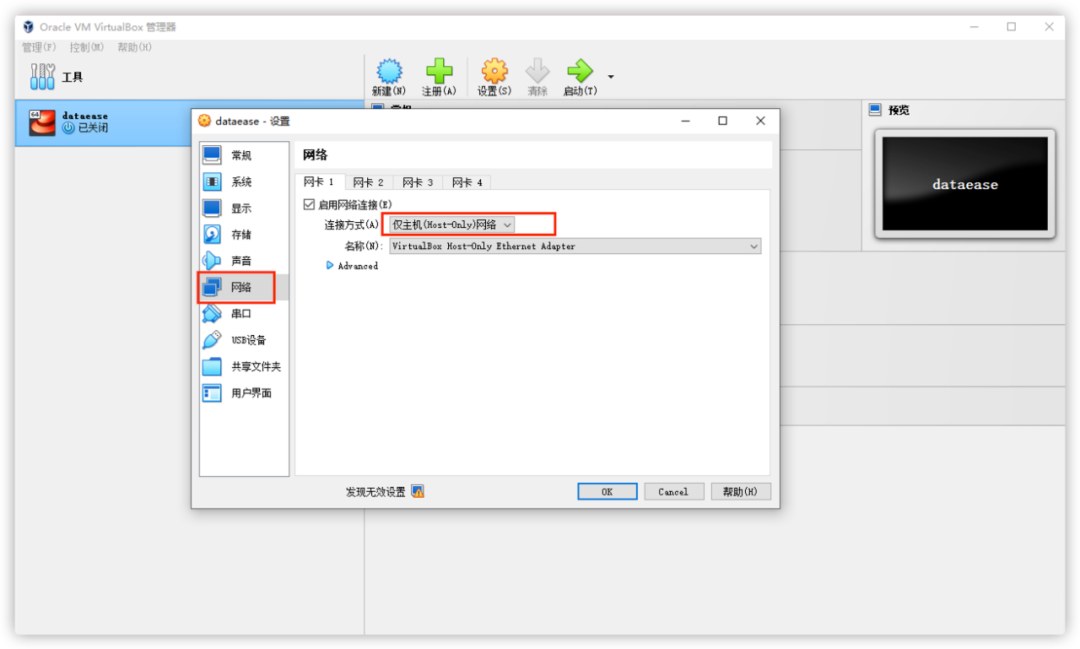 Oracle VM VirtualBox 管理器
管理(F) 控制(M) 帮助(H)
工具
新建(N) 注册(A) 设置(S) 清除 启动(T)
64
dataease
已关闭
预览
dataease
dataease - 设置
常规
系统
显示
存储
声音
网络
串口
USB设备
共享文件夹
用户界面
网络
网卡 1 网卡 2 网卡 3 网卡 4
启用网络连接(E)
连接方式(A) 仅主机(Host-Only)网络
名称(N): VirtualBox Host-Only Ethernet Adapter
Advanced
发现无效设置 OK Cancel 帮助(H)